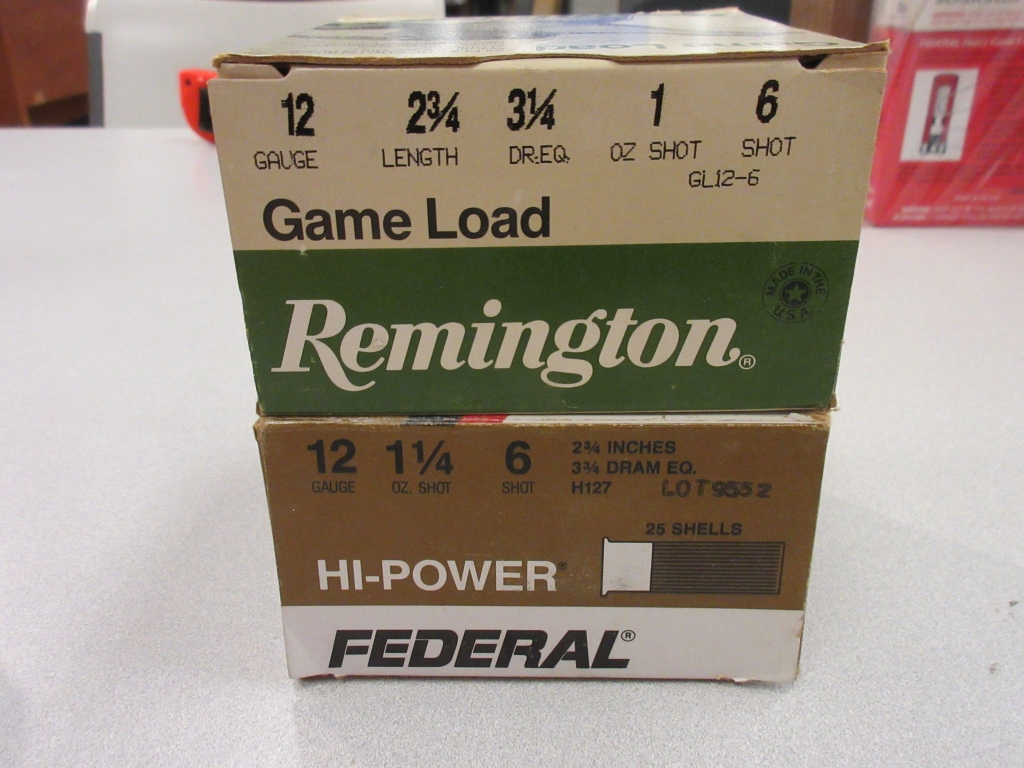 Game Load
12 2¾ 3¼ 1 6
GAUGE LENGTH DR.EQ. OZ SHOT SHOT
GL12-6
Game Load
MADE IN THE U.S.A.
Remington®
12 1¼ 6 2¾ INCHES
3¾ DRAM EQ.
GAUGE OZ. SHOT SHOT H127 LOT 9552
25 SHELLS
HI-POWER®
FEDERAL®